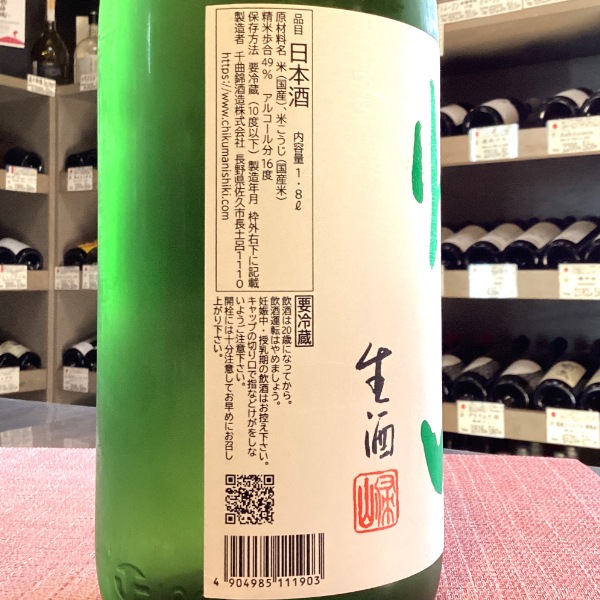 品目 日本酒 内容量 1.8ℓ
原材料名 米(国産)、米こうじ(国産米)
精米歩合 49% アルコール分 16度
保存方法 要冷蔵(10度以下) 製造年月 枠外右下に記載
製造者 千曲錦酒造株式会社 長野県佐久市長土呂1110
https://www.chikumanishiki.com
要冷蔵
飲酒は20歳になってから。
飲酒運転はやめましょう。
妊娠中・授乳期の飲酒はお控え下さい。
キャップの切り口で指などけがをしな
いようご注意下さい。
開栓には十分注意してお早めにお召し
上がり下さい。
生酒
4 904985 111903